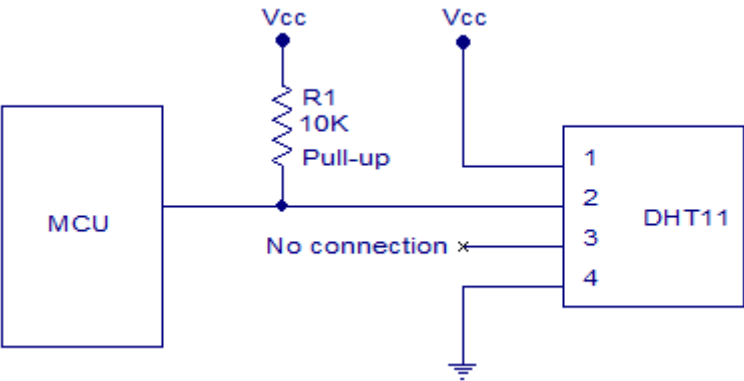 Vcc
Vcc
R1
10K
Pull-up
1
2
MCU
DHT11
No connection
3
4